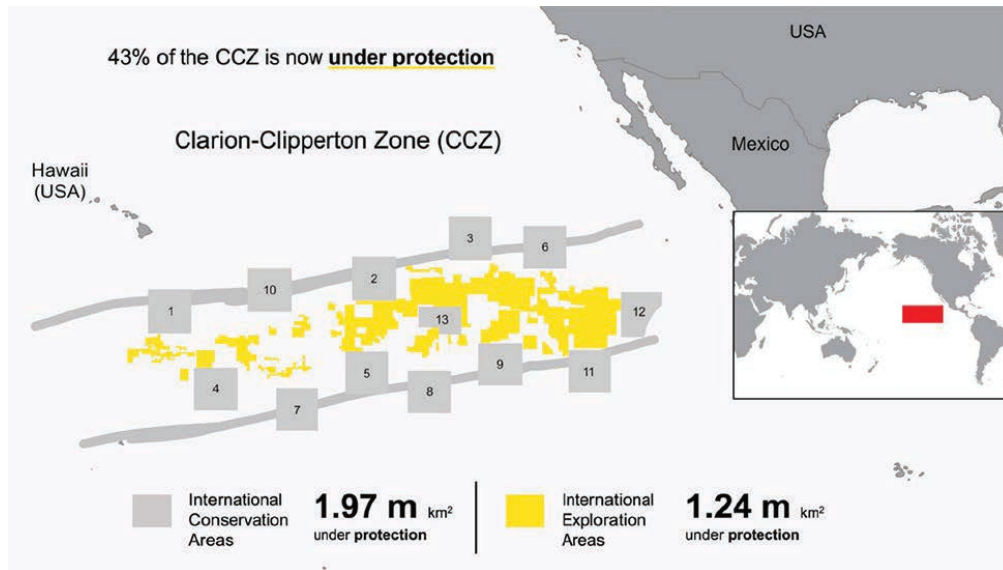 43% of the CCZ is now under protection
USA
Clarion-Clipperton Zone (CCZ)
Mexico
Hawaii
(USA)
3
6
2
10
1
13
12
5
9
11
4
8
7
International
Conservation
Areas
1.97 m km²
under protection
International
Exploration
Areas
1.24 m km²
under protection